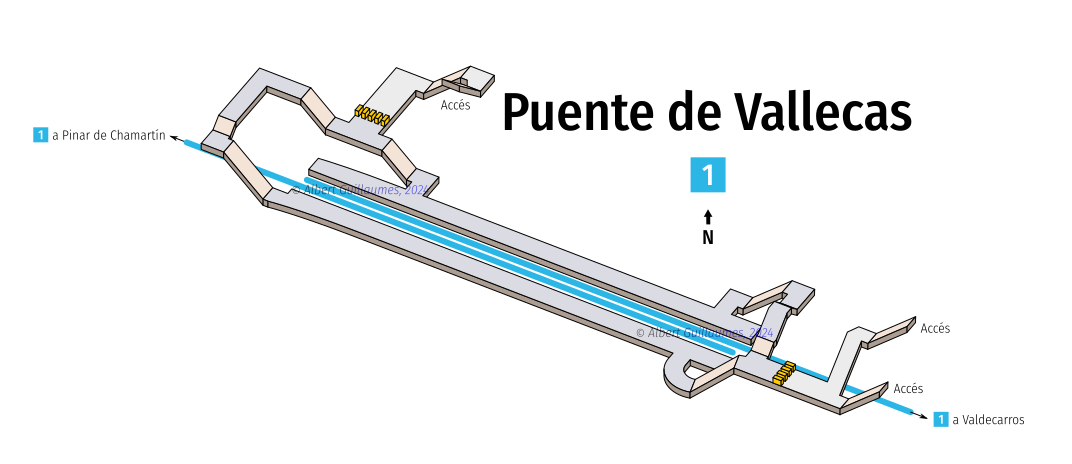 Accés
Puente de Vallecas
1 a Pinar de Chamartín
1
© Albert Guillaumes, 2024
N
© Albert Guillaumes, 2024
Accés
Accés
1 a Valdecarros